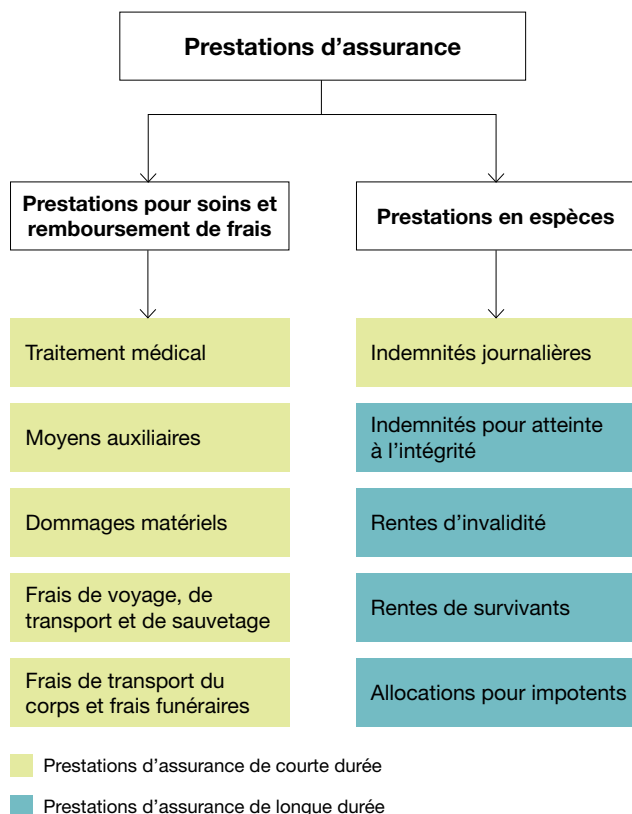 Prestations d’assurance
Prestations pour soins et
remboursement de frais
Prestations en espèces
Traitement médical
Moyens auxiliaires
Dommages matériels
Frais de voyage, de
transport et de sauvetage
Frais de transport du
corps et frais funéraires
Indemnités journalières
Indemnités pour atteinte
à l’intégrité
Rentes d’invalidité
Rentes de survivants
Allocations pour impotents
Prestations d’assurance de courte durée
Prestations d’assurance de longue durée